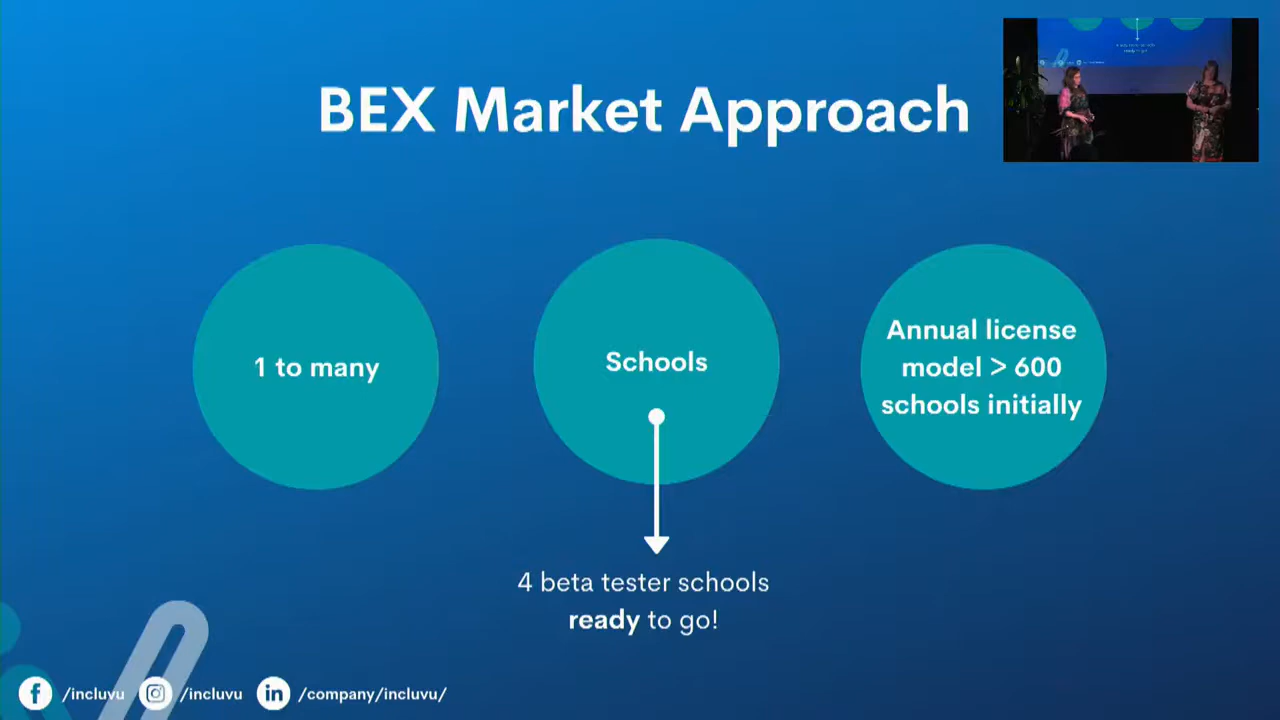 BEX Market Approach
1 to many
Schools
Annual license
model > 600
schools initially
4 beta tester schools
ready to go!
/incluvu
/incluvu
/company/incluvu/